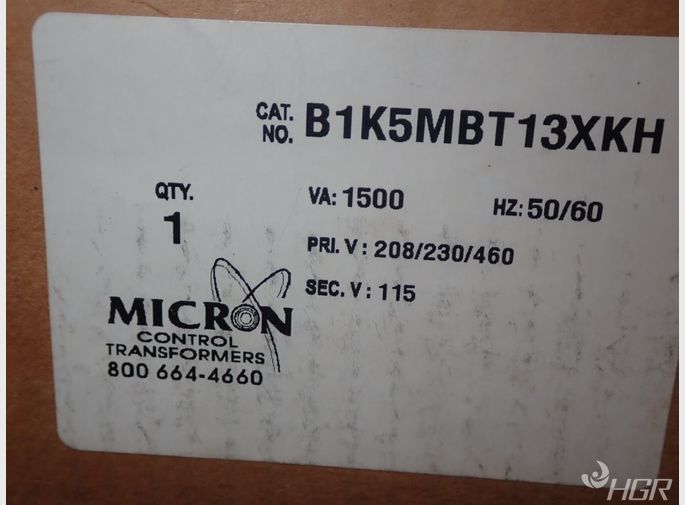 CAT. NO. B1K5MBT13XKH
QTY. 1
VA: 1500 HZ: 50/60
PRI. V : 208/230/460
SEC. V : 115
MICRON
CONTROL
TRANSFORMERS
800 664-4660
HGR